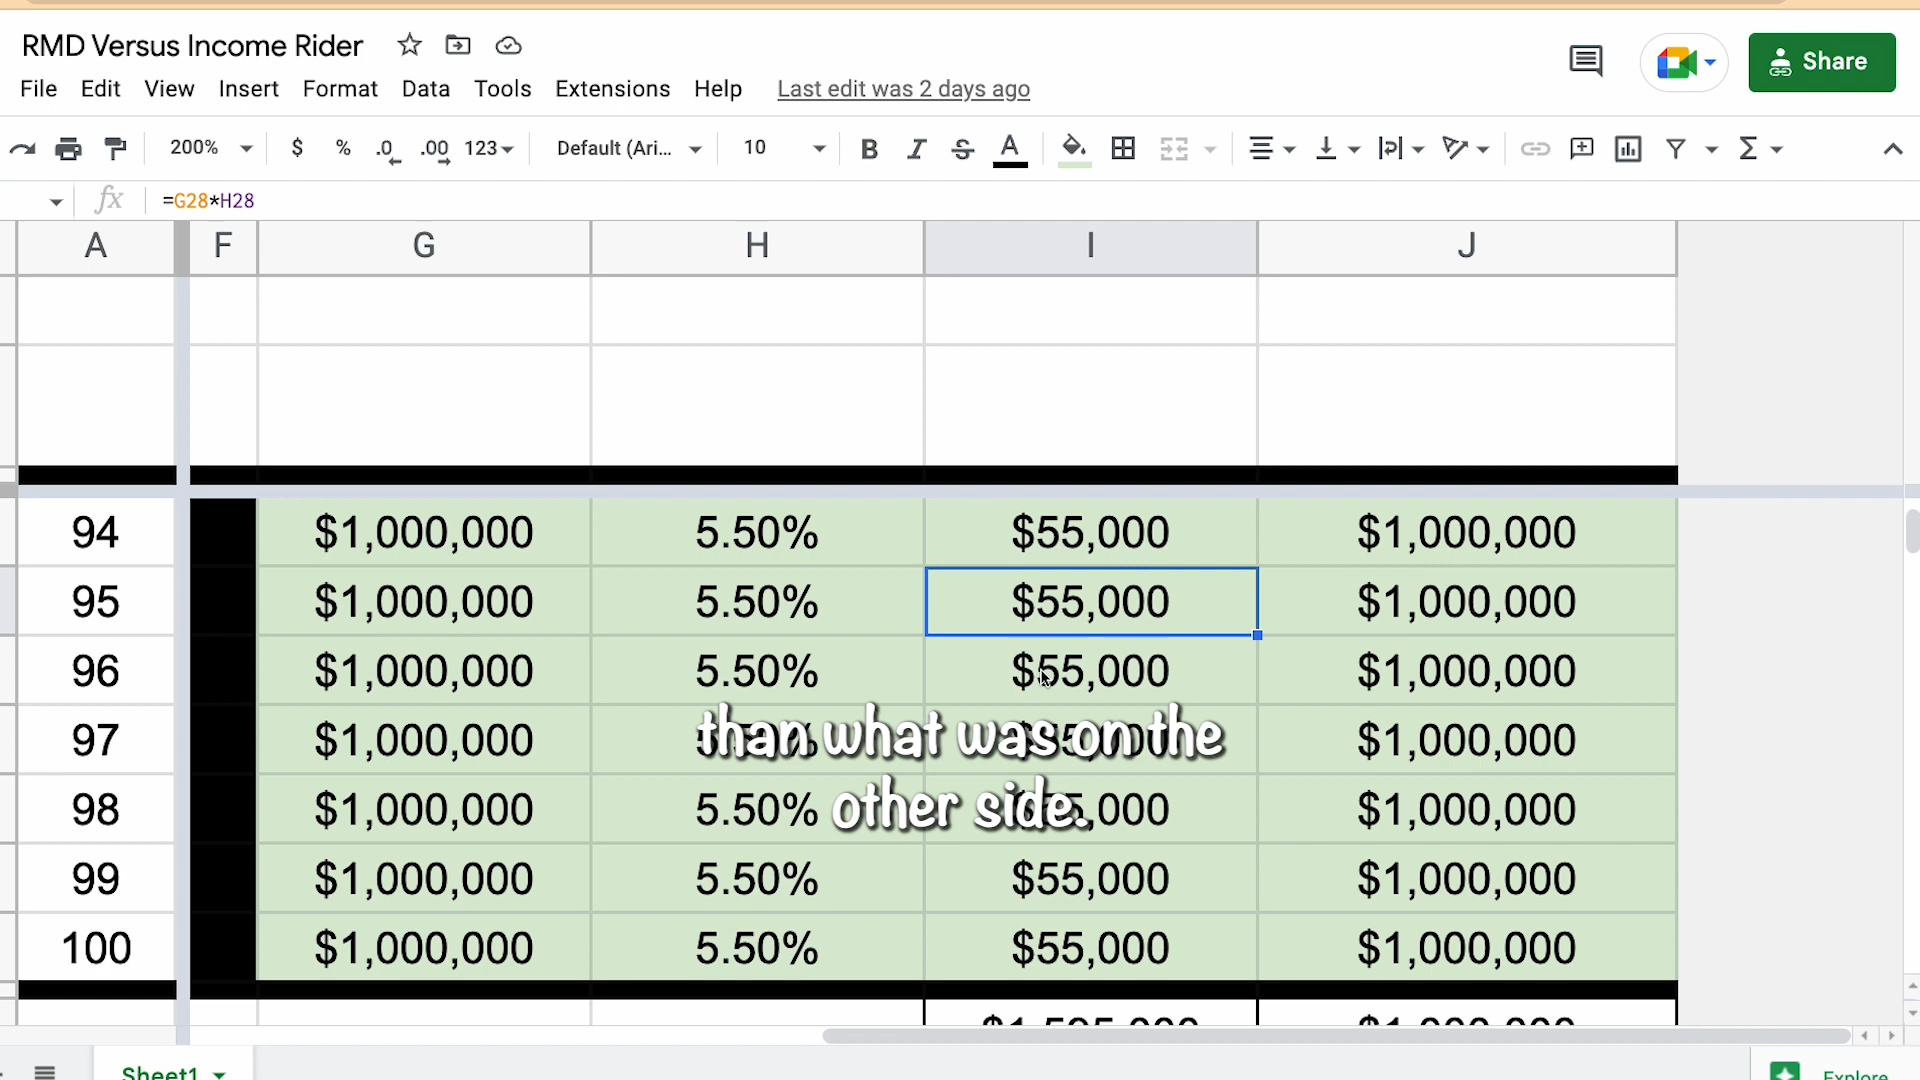 RMD Versus Income Rider
Share
File Edit View Insert Format Data Tools Extensions Help Last edit was 2 days ago
200% $ % .0 .00 123 Default (Ari... 10 B I S A
fx =G28*H28
A F G H I J
94 $1,000,000 5.50% $55,000 $1,000,000
95 $1,000,000 5.50% $55,000 $1,000,000
96 $1,000,000 5.50% $55,000 $1,000,000
97 $1,000,000 $1,000,000
than what was on the
98 $1,000,000 5.50% $1,000,000
other side.
99 $1,000,000 5.50% $55,000 $1,000,000
100 $1,000,000 5.50% $55,000 $1,000,000
Sheet1 Explore